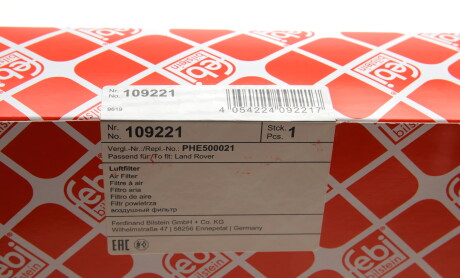 febi
Nr.
No. 109221
9819
4 054224 092217
Nr.
No. 109221
Stck.
Pcs. 1
Vergl.-Nr./Repl.-No.: PHE500021
Passend für/To fit: Land Rover
Luftfilter
Air Filter
Filtre à air
Filtro aria
Filtro de aire
Filtr powietrza
воздушный фильтр
Ferdinand Bilstein GmbH + Co. KG
Wilhelmstraße 47 | 58256 Ennepetal | Germany
EAC
febi
febi
febi